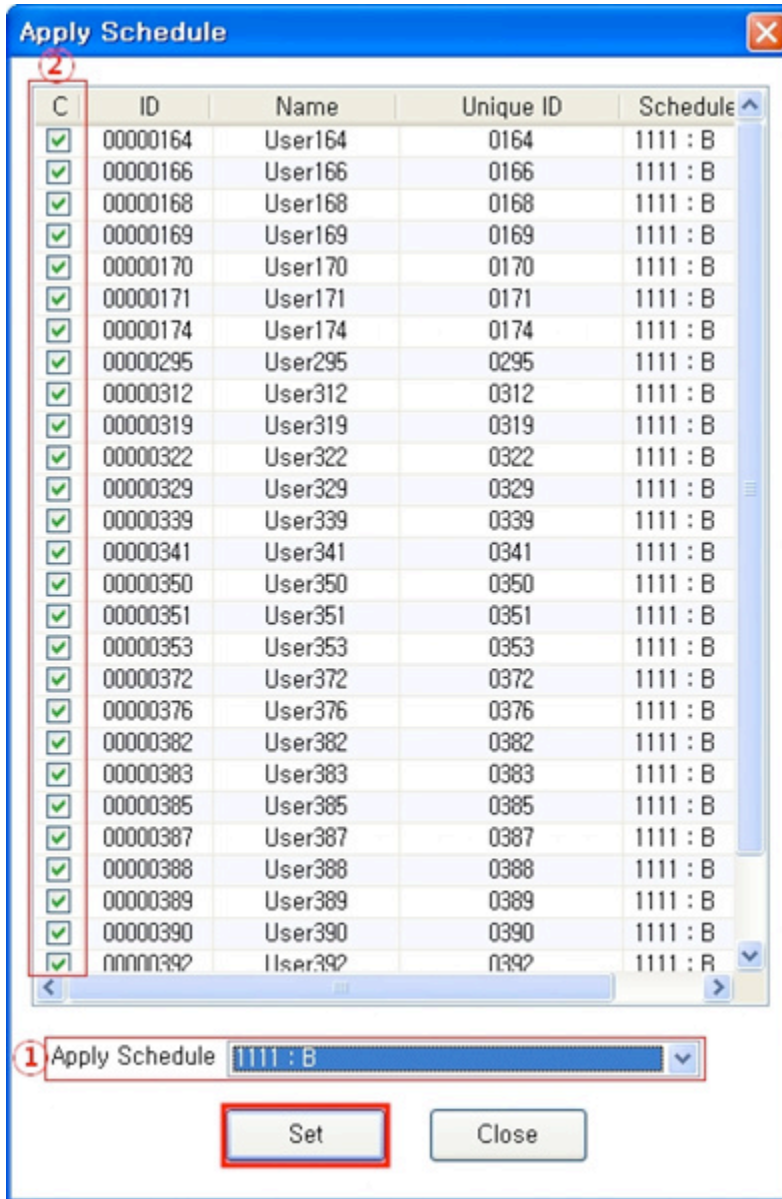 Apply Schedule
②
C ID Name Unique ID Schedule
00000164 User164 0164 1111 : B
00000166 User166 0166 1111 : B
00000168 User168 0168 1111 : B
00000169 User169 0169 1111 : B
00000170 User170 0170 1111 : B
00000171 User171 0171 1111 : B
00000174 User174 0174 1111 : B
00000295 User295 0295 1111 : B
00000312 User312 0312 1111 : B
00000319 User319 0319 1111 : B
00000322 User322 0322 1111 : B
00000329 User329 0329 1111 : B
00000339 User339 0339 1111 : B
00000341 User341 0341 1111 : B
00000350 User350 0350 1111 : B
00000351 User351 0351 1111 : B
00000353 User353 0353 1111 : B
00000372 User372 0372 1111 : B
00000376 User376 0376 1111 : B
00000382 User382 0382 1111 : B
00000383 User383 0383 1111 : B
00000385 User385 0385 1111 : B
00000387 User387 0387 1111 : B
00000388 User388 0388 1111 : B
00000389 User389 0389 1111 : B
00000390 User390 0390 1111 : B
00000392 User392 0392 1111 : B
① Apply Schedule 1111 : B
Set Close